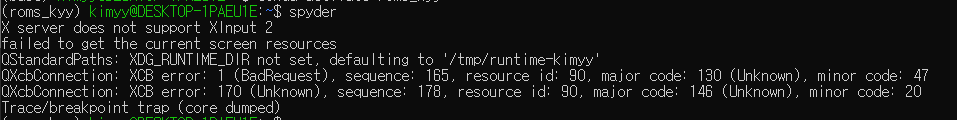 (roms_kyy) kimyy@DESKTOP-1PAEU1E:~$ spyder
X server does not support XInput 2
failed to get the current screen resources
QStandardPaths: XDG_RUNTIME_DIR not set, defaulting to '/tmp/runtime-kimyy'
QXcbConnection: XCB error: 1 (BadRequest), sequence: 165, resource id: 90, major code: 130 (Unknown), minor code: 47
QXcbConnection: XCB error: 170 (Unknown), sequence: 178, resource id: 90, major code: 146 (Unknown), minor code: 20
Trace/breakpoint trap (core dumped)